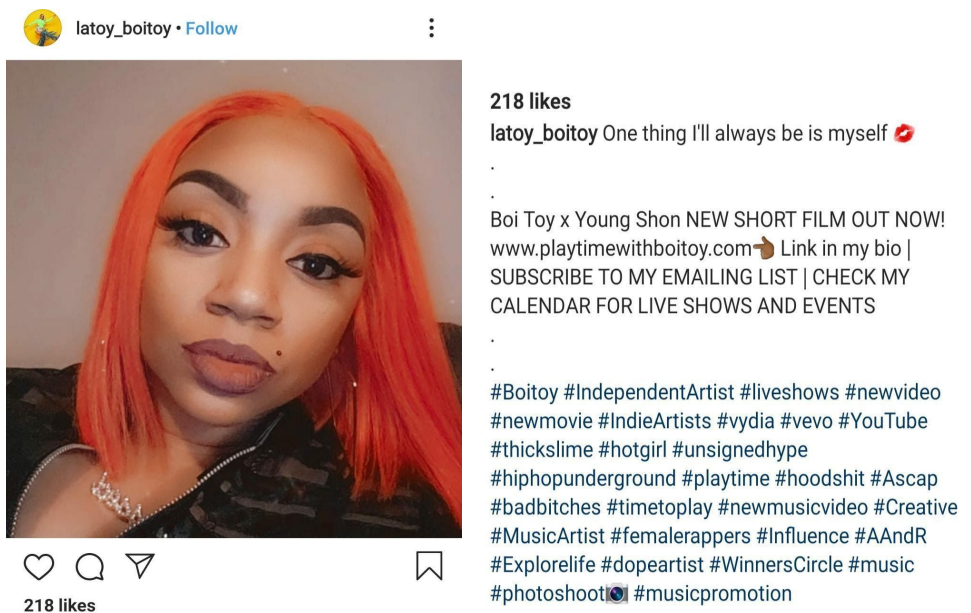 latoy_boitoy • Follow
218 likes
218 likes
latoy_boitoy One thing I'll always be is myself 💋
.
.
Boi Toy x Young Shon NEW SHORT FILM OUT NOW!
www.playtimewithboitoy.com👈🏾 Link in my bio |
SUBSCRIBE TO MY EMAILING LIST | CHECK MY
CALENDAR FOR LIVE SHOWS AND EVENTS
.
.
#Boitoy #IndependentArtist #liveshows #newvideo
#newmovie #IndieArtists #vydia #vevo #YouTube
#thickslime #hotgirl #unsignedhype
#hiphopunderground #playtime #hoodshit #Ascap
#badbitches #timetoplay #newmusicvideo #Creative
#MusicArtist #femalerappers #Influence #AAndR
#Explorelife #dopeartist #WinnersCircle #music
#photoshoot📷 #musicpromotion